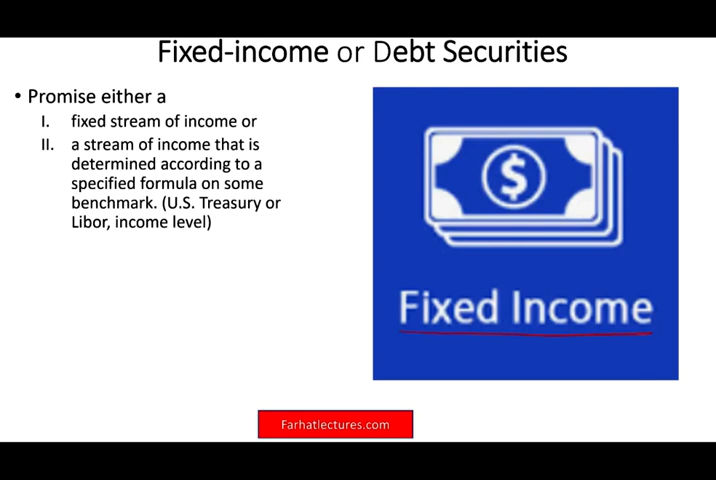 Fixed-income or Debt Securities
• Promise either a
I. fixed stream of income or
II. a stream of income that is
determined according to a
specified formula on some
benchmark. (U.S. Treasury or
Libor, income level)
$
Fixed Income
Farhatlectures.com